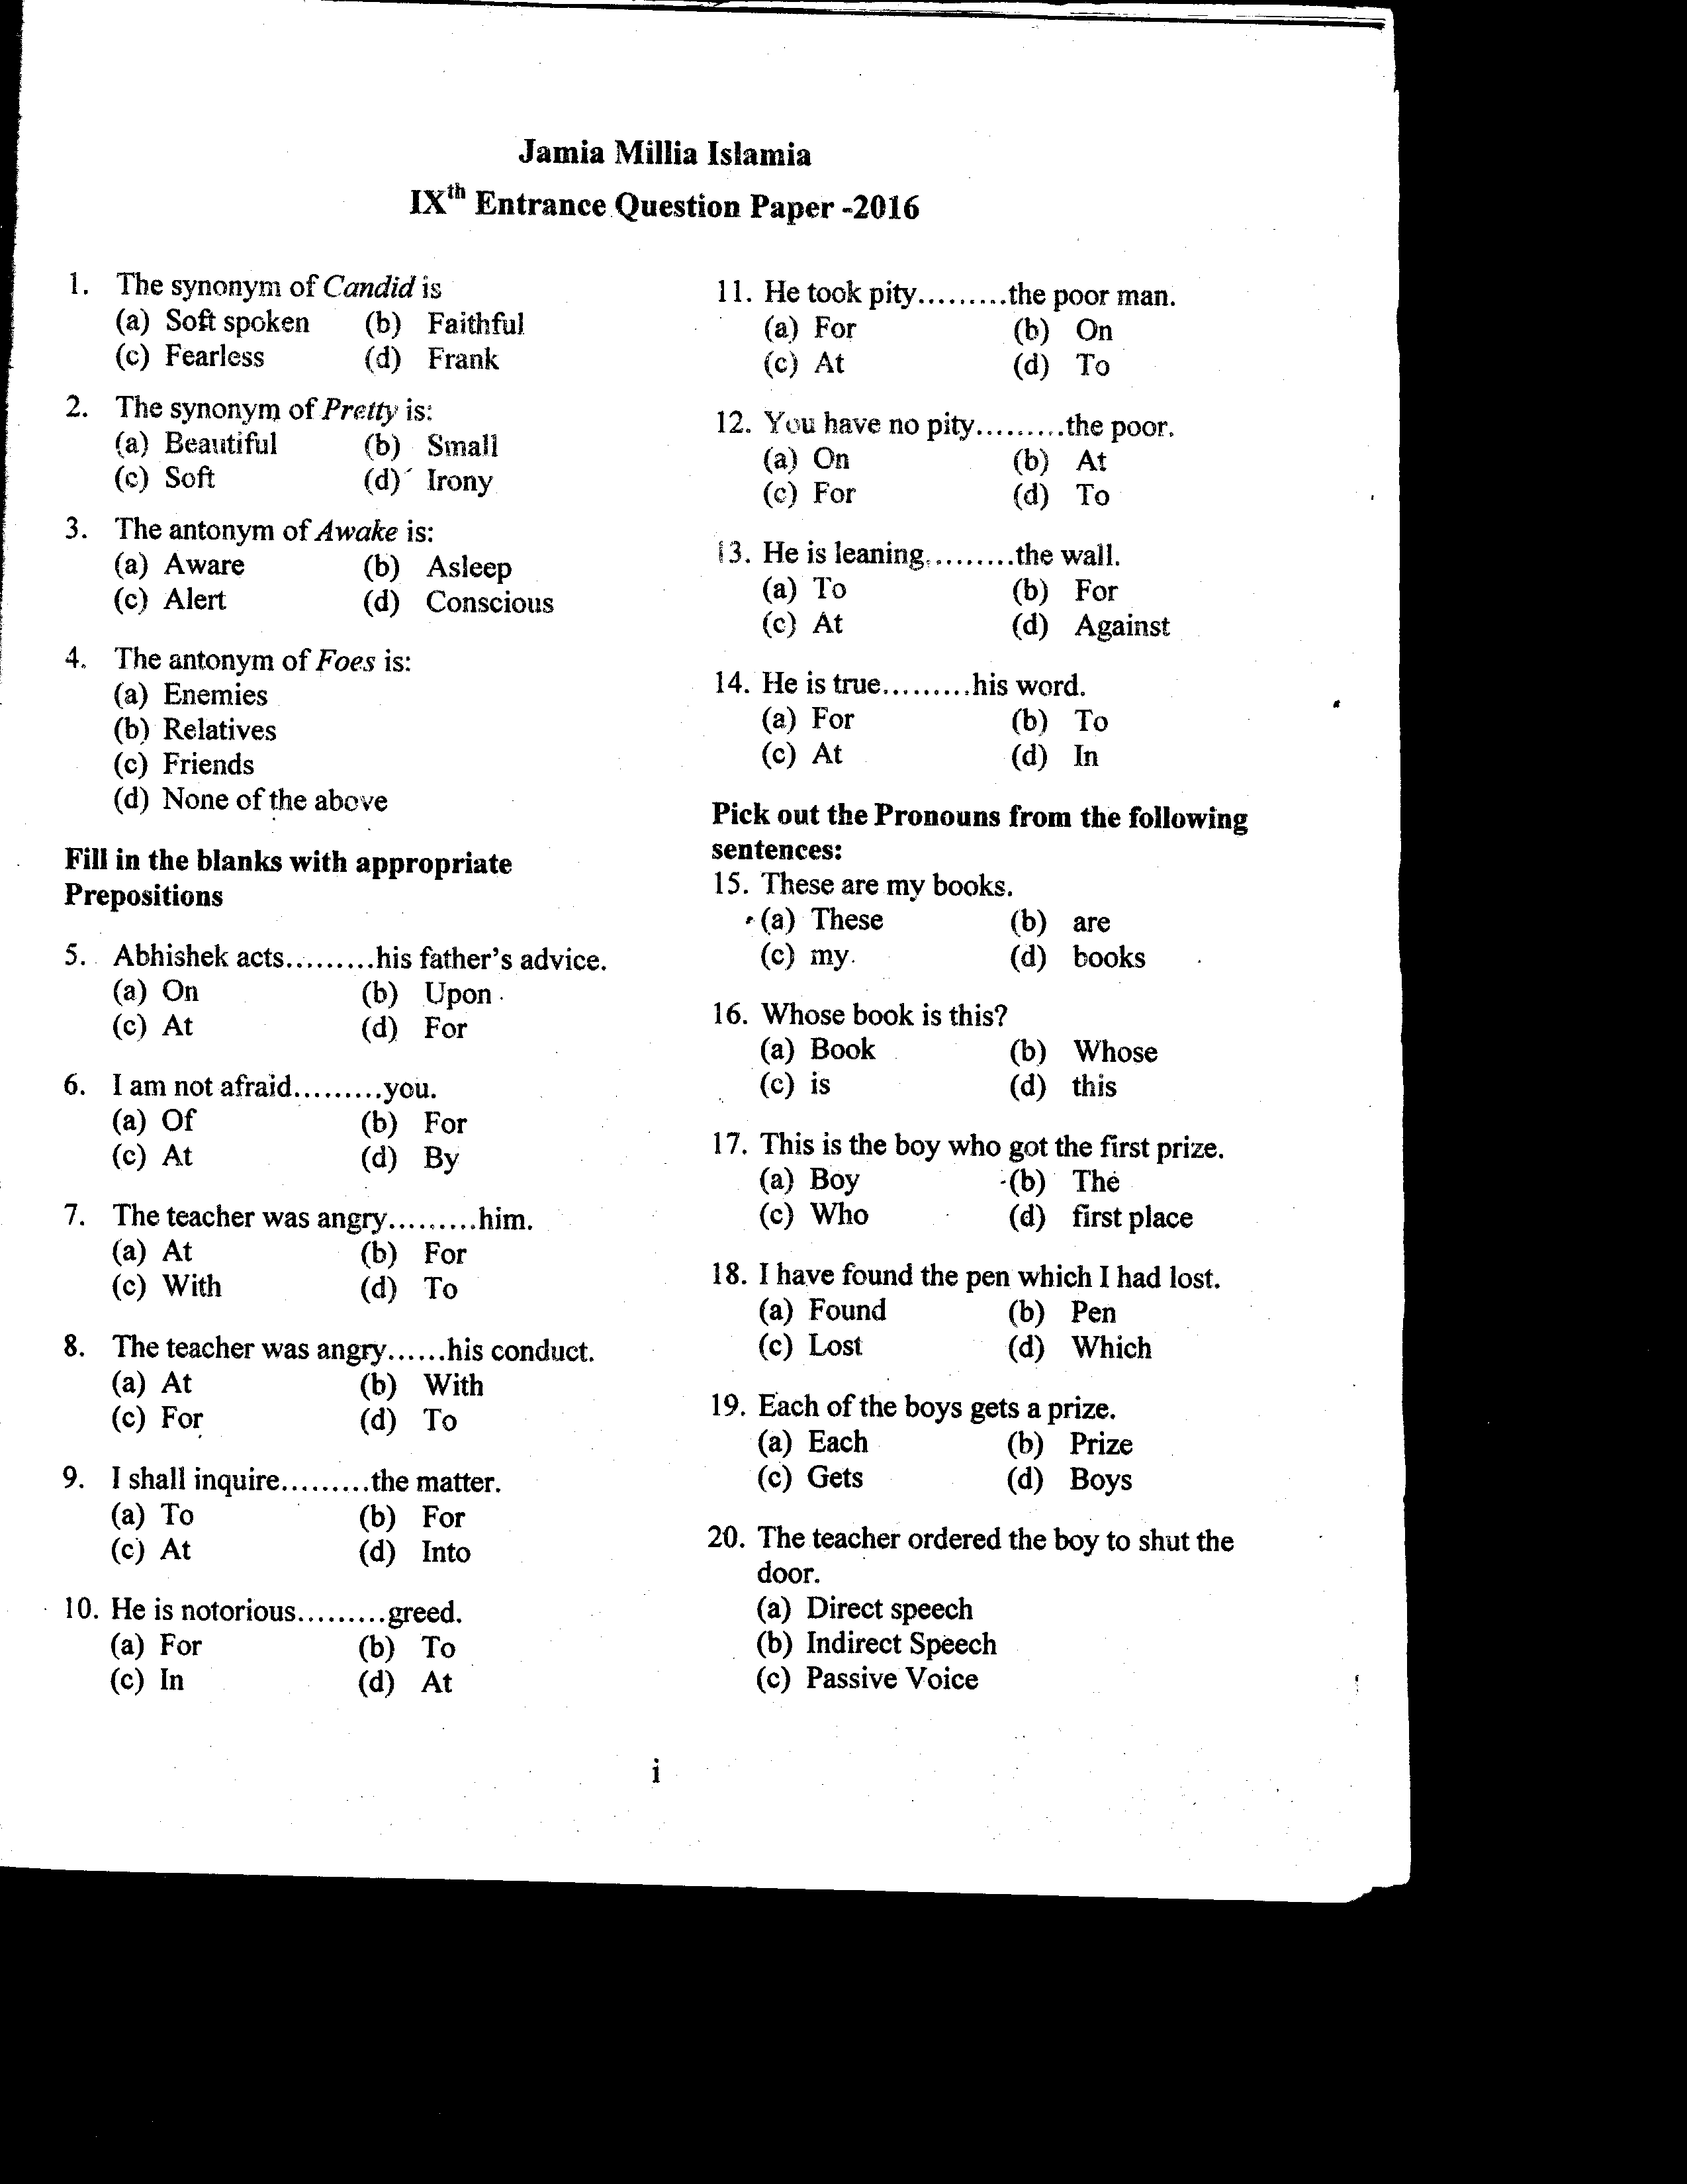 Jamia Millia Islamia
IXth Entrance Question Paper -2016
1. The synonym of Candid is
(a) Soft spoken (b) Faithful
(c) Fearless (d) Frank
2. The synonym of Pretty is:
(a) Beautiful (b) Small
(c) Soft (d) Irony
3. The antonym of Awake is:
(a) Aware (b) Asleep
(c) Alert (d) Conscious
4. The antonym of Foes is:
(a) Enemies
(b) Relatives
(c) Friends
(d) None of the above
Fill in the blanks with appropriate
Prepositions
5. Abhishek acts.........his father's advice.
(a) On (b) Upon
(c) At (d) For
6. I am not afraid.........you.
(a) Of (b) For
(c) At (d) By
7. The teacher was angry.........him.
(a) At (b) For
(c) With (d) To
8. The teacher was angry......his conduct.
(a) At (b) With
(c) For (d) To
9. I shall inquire.........the matter.
(a) To (b) For
(c) At (d) Into
10. He is notorious.........greed.
(a) For (b) To
(c) In (d) At
11. He took pity.........the poor man.
(a) For (b) On
(c) At (d) To
12. You have no pity.........the poor.
(a) On (b) At
(c) For (d) To
13. He is leaning.........the wall.
(a) To (b) For
(c) At (d) Against
14. He is true.........his word.
(a) For (b) To
(c) At (d) In
Pick out the Pronouns from the following
sentences:
15. These are my books.
(a) These (b) are
(c) my (d) books
16. Whose book is this?
(a) Book (b) Whose
(c) is (d) this
17. This is the boy who got the first prize.
(a) Boy (b) The
(c) Who (d) first place
18. I have found the pen which I had lost.
(a) Found (b) Pen
(c) Lost (d) Which
19. Each of the boys gets a prize.
(a) Each (b) Prize
(c) Gets (d) Boys
20. The teacher ordered the boy to shut the
door.
(a) Direct speech
(b) Indirect Speech
(c) Passive Voice
i